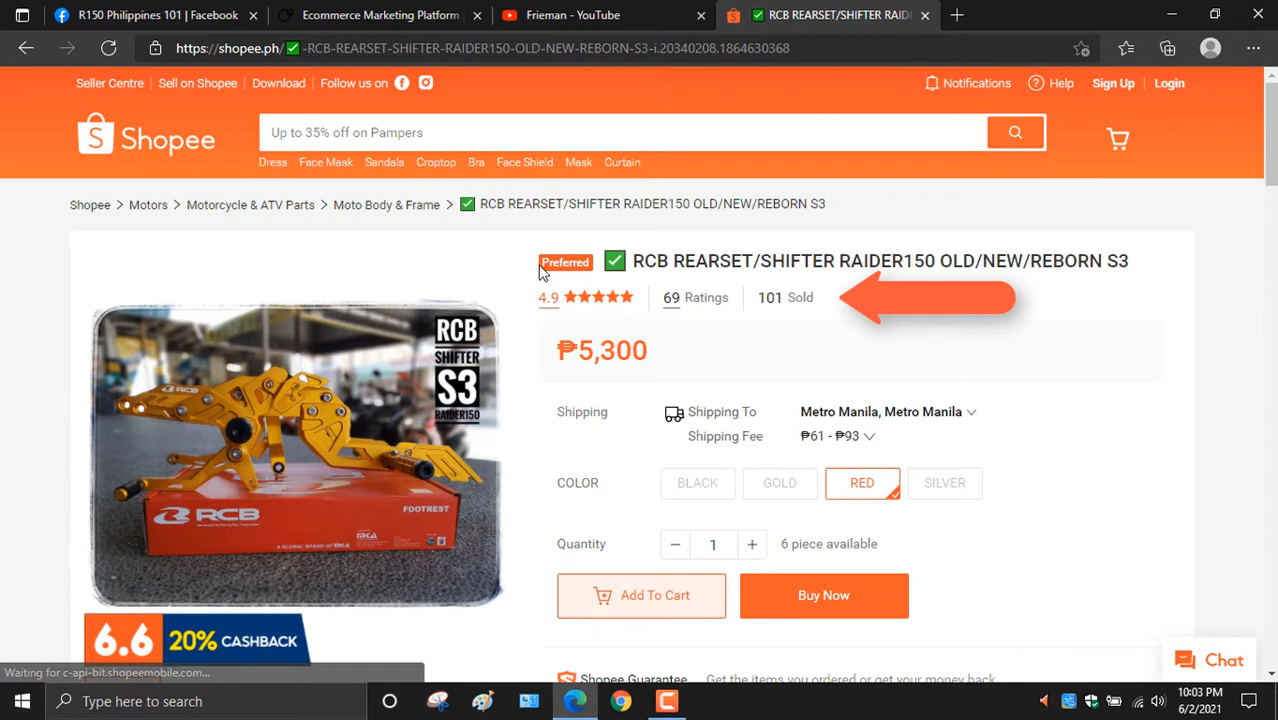 R150 Philippines 101 | Facebook
Ecommerce Marketing Platform
Frieman - YouTube
✅ RCB REARSET/SHIFTER RAID
https://shopee.ph/✅-RCB-REARSET-SHIFTER-RAIDER150-OLD-NEW-REBORN-S3-i.20340208.1864630368
Seller Centre Sell on Shopee Download Follow us on Notifications Help Sign Up Login
Shopee
Up to 35% off on Pampers
Dress Face Mask Sandals Croptop Bra Face Shield Mask Curtain
Shopee > Motors > Motorcycle & ATV Parts > Moto Body & Frame > ✅ RCB REARSET/SHIFTER RAIDER150 OLD/NEW/REBORN S3
Preferred ✅ RCB REARSET/SHIFTER RAIDER150 OLD/NEW/REBORN S3
4.9 ★★★★★ 69 Ratings 101 Sold
₱5,300
Shipping Shipping To Metro Manila, Metro Manila
Shipping Fee ₱61 - ₱93
COLOR BLACK GOLD RED SILVER
Quantity − 1 + 6 piece available
Add To Cart Buy Now
RCB
SHIFTER
S3
RAIDER150
RCB
FOOTREST
RCB
A GLOBAL BRAND OF MKA
6.6 20% CASHBACK
Chat
Shopee Guarantee Get the items you ordered or get your money back
Waiting for c-api-bit.shopeemobile.com...
Type here to search
10:03 PM
6/2/2021